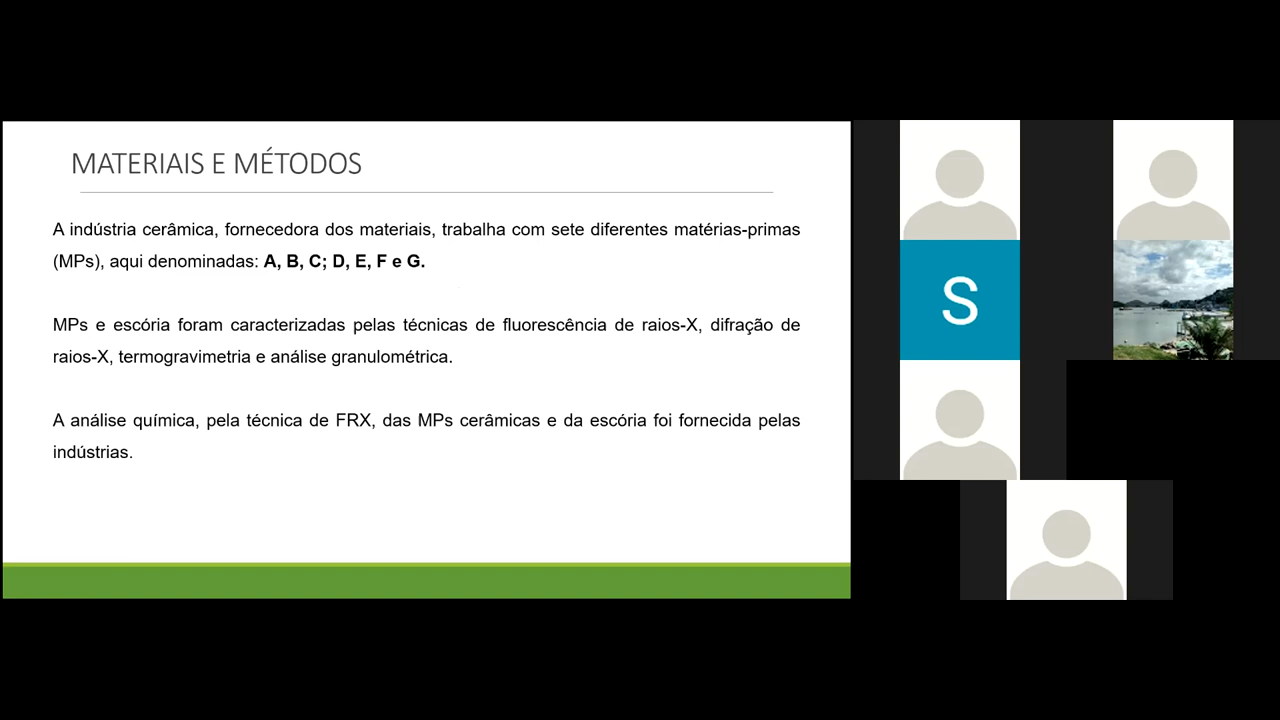 MATERIAIS E MÉTODOS
A indústria cerâmica, fornecedora dos materiais, trabalha com sete diferentes matérias-primas
(MPs), aqui denominadas: A, B, C; D, E, F e G.
MPs e escória foram caracterizadas pelas técnicas de fluorescência de raios-X, difração de
raios-X, termogravimetria e análise granulométrica.
A análise química, pela técnica de FRX, das MPs cerâmicas e da escória foi fornecida pelas
indústrias.
S